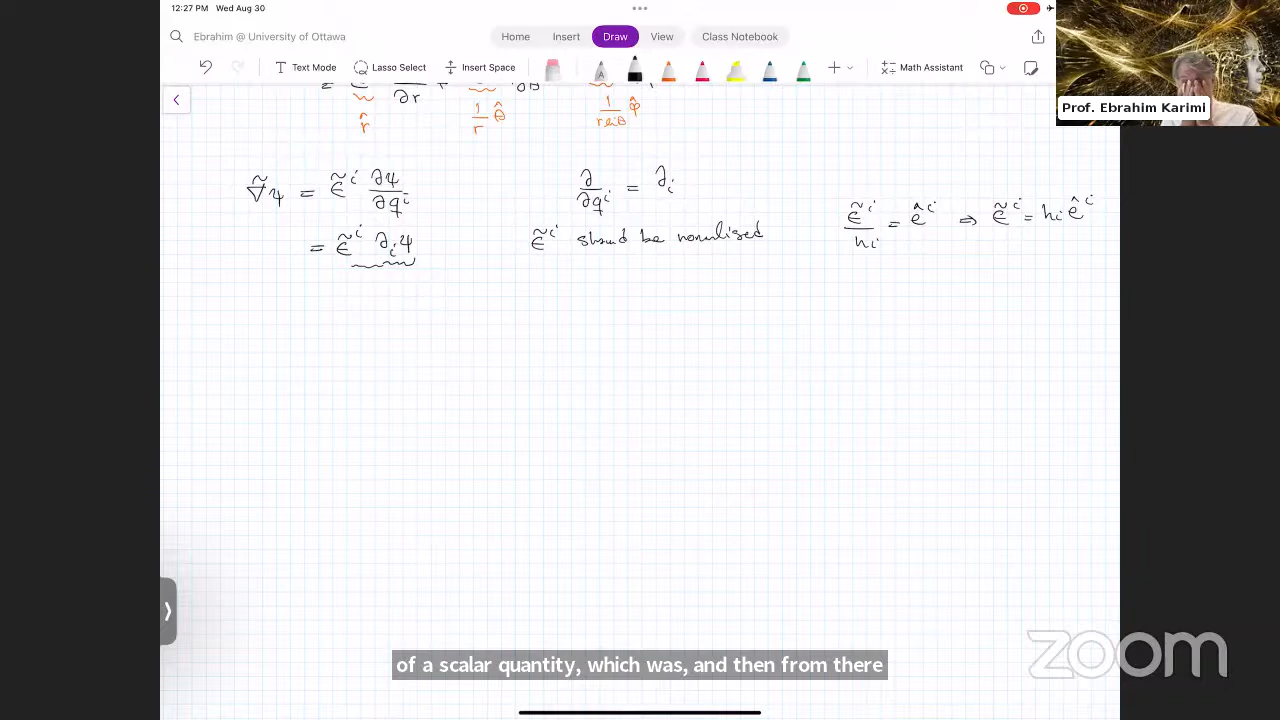 12:27 PM Wed Aug 30
Ebrahim @ University of Ottawa
Home Insert Draw View Class Notebook
Text Mode Lasso Select Insert Space Math Assistant
Prof. Ebrahim Karimi
= ∂r + ∂θ
r̂ 1/r θ̂ 1/(r sinθ) φ̂
∇̃ψ = ε̃^i ∂ψ/∂q^i
= ε̃^i ∂_i ψ
∂/∂q^i = ∂_i
ε̃^i should be normalised
ε̃^i/h_i = ê^i ⇒ ε̃^i = h_i ê^i
of a scalar quantity, which was, and then from there
zoom